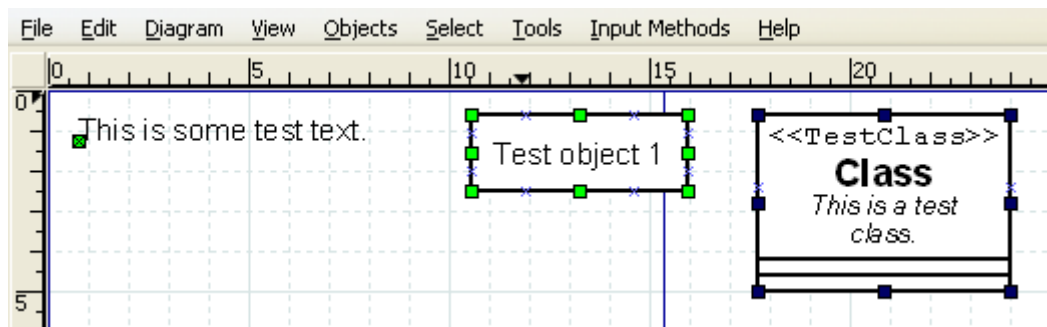 File Edit Diagram View Objects Select Tools Input Methods Help
0 5 10 15 20
0
This is some test text.
Test object 1
<<TestClass>>
Class
This is a test
class.
5